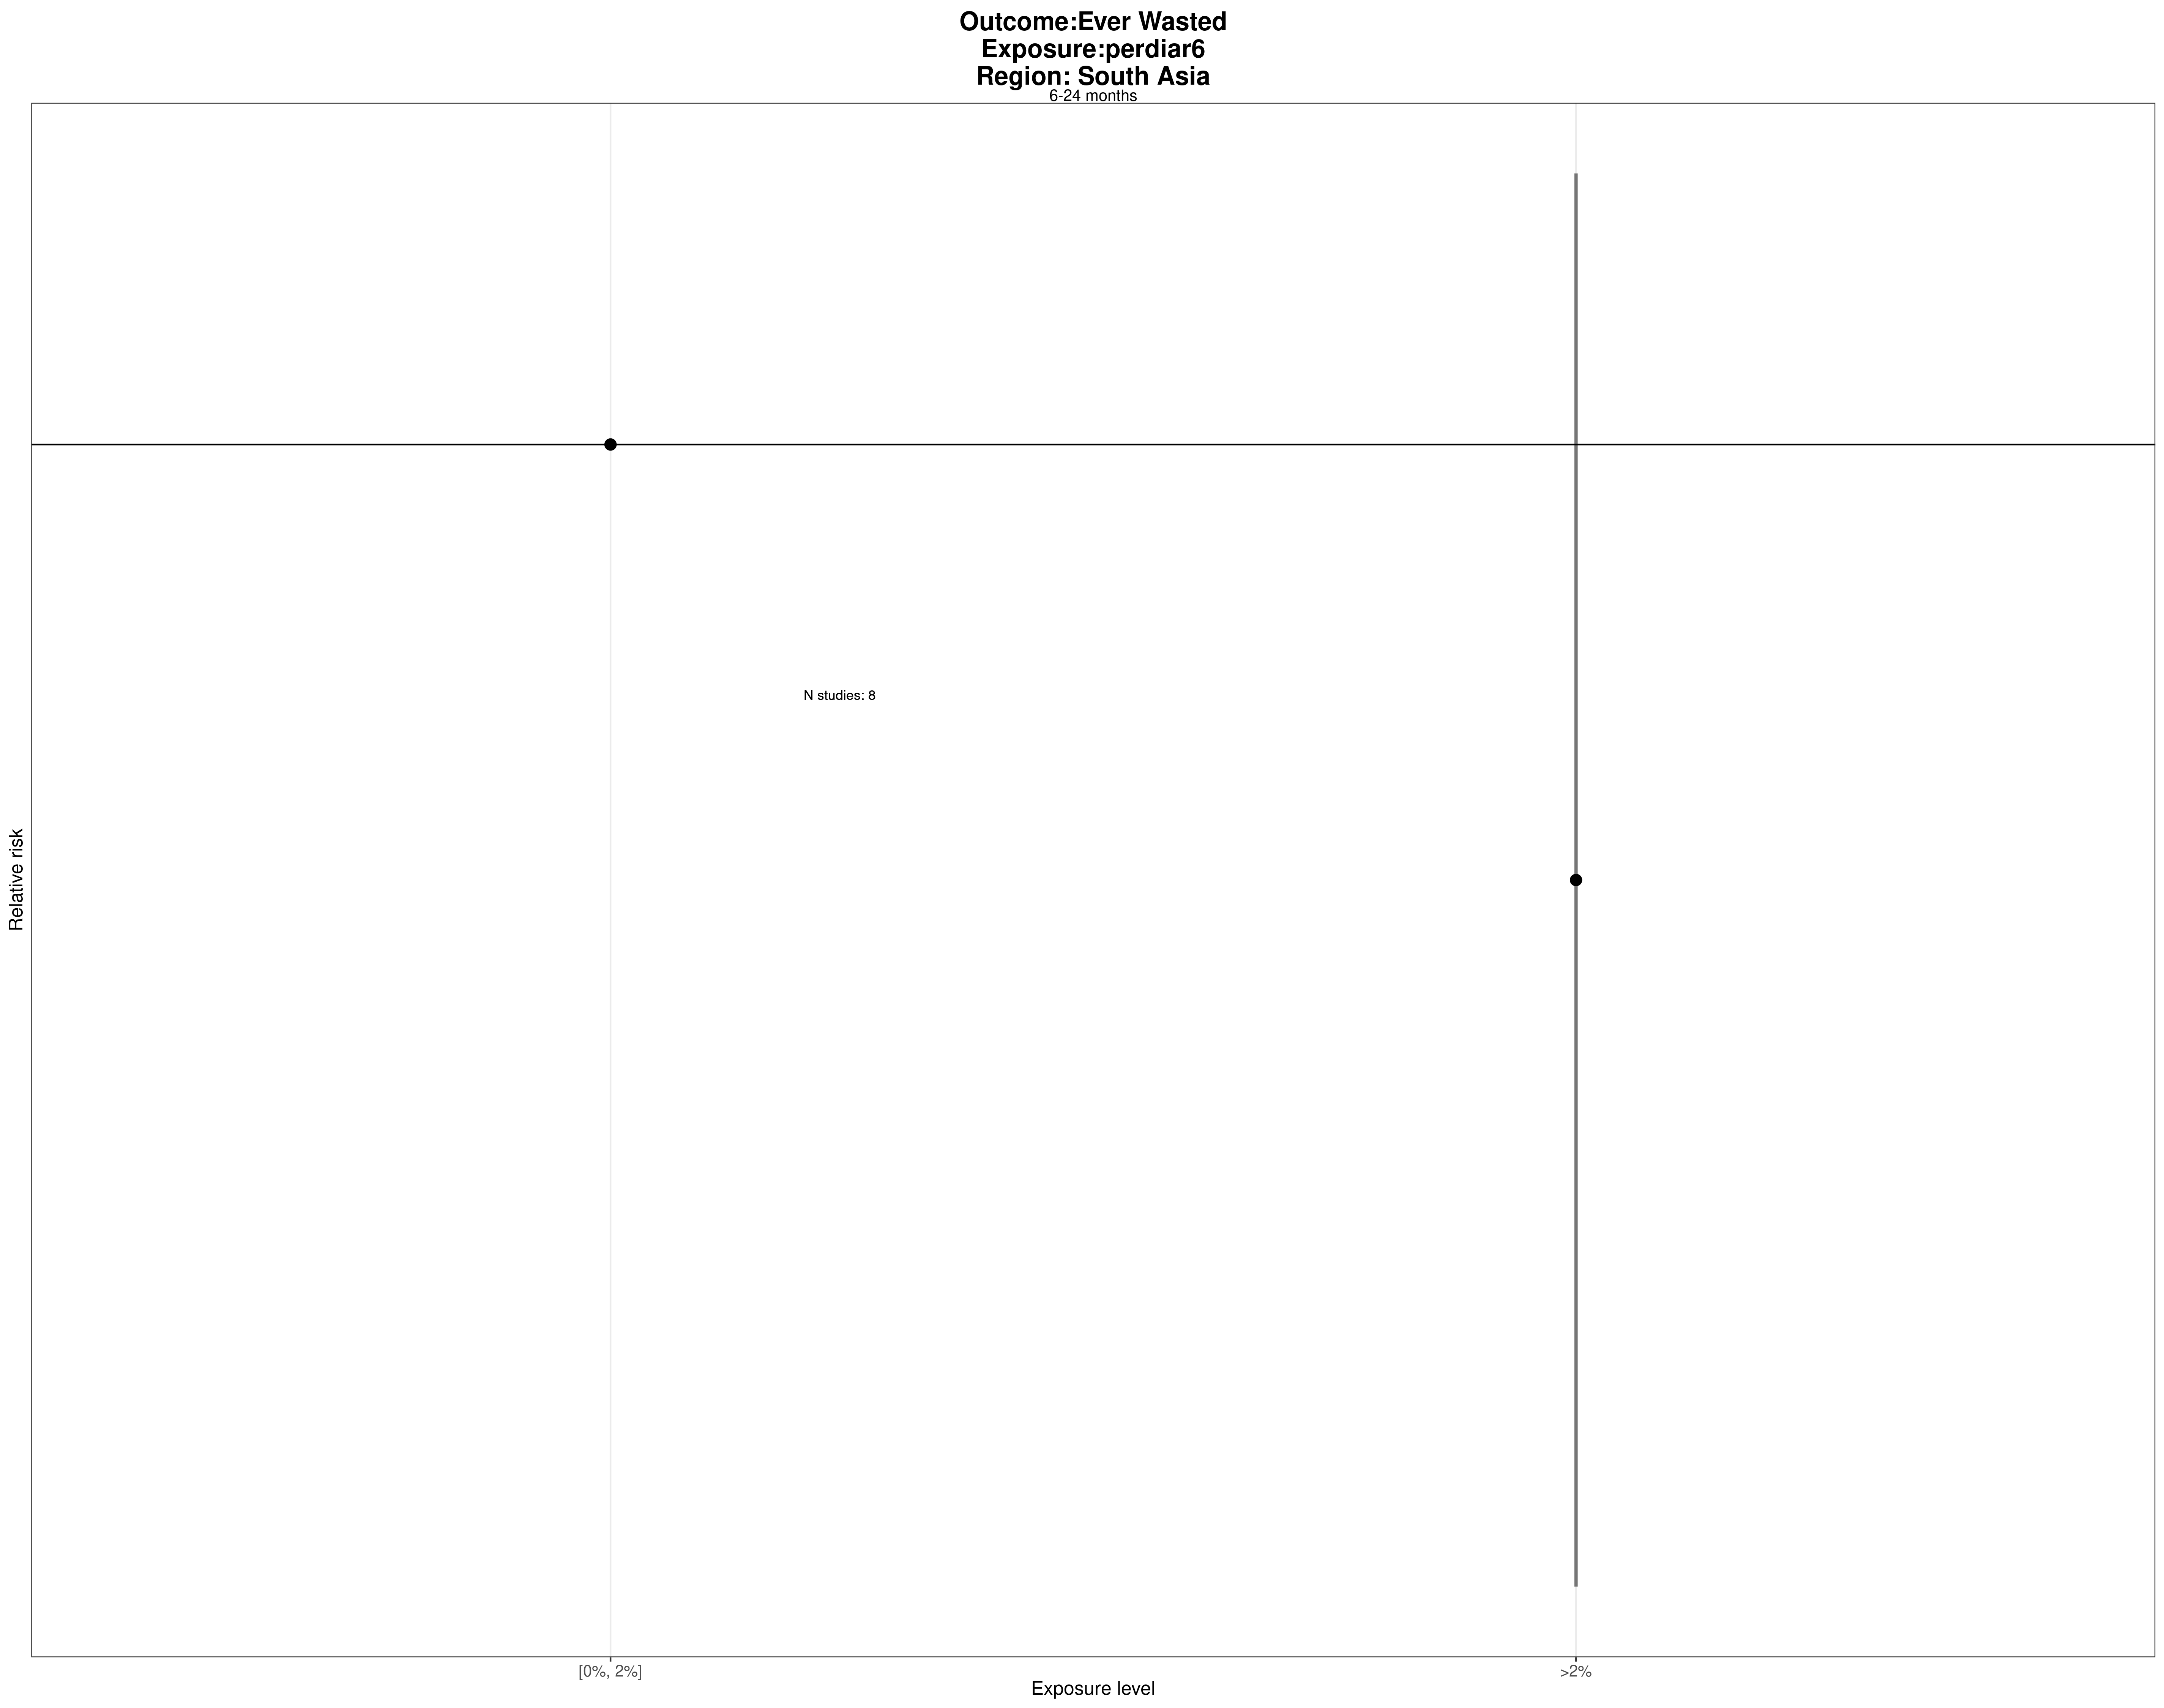 Outcome:Ever Wasted
Exposure:perdiar6
Region: South Asia
6-24 months
N studies: 8
Relative risk
[0%, 2%]
>2%
Exposure level